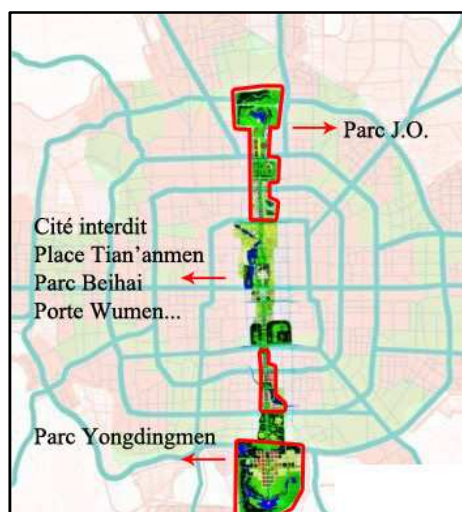 Parc J.O.
Cité interdit
Place Tian’anmen
Parc Beihai
Porte Wumen...
Parc Yongdingmen